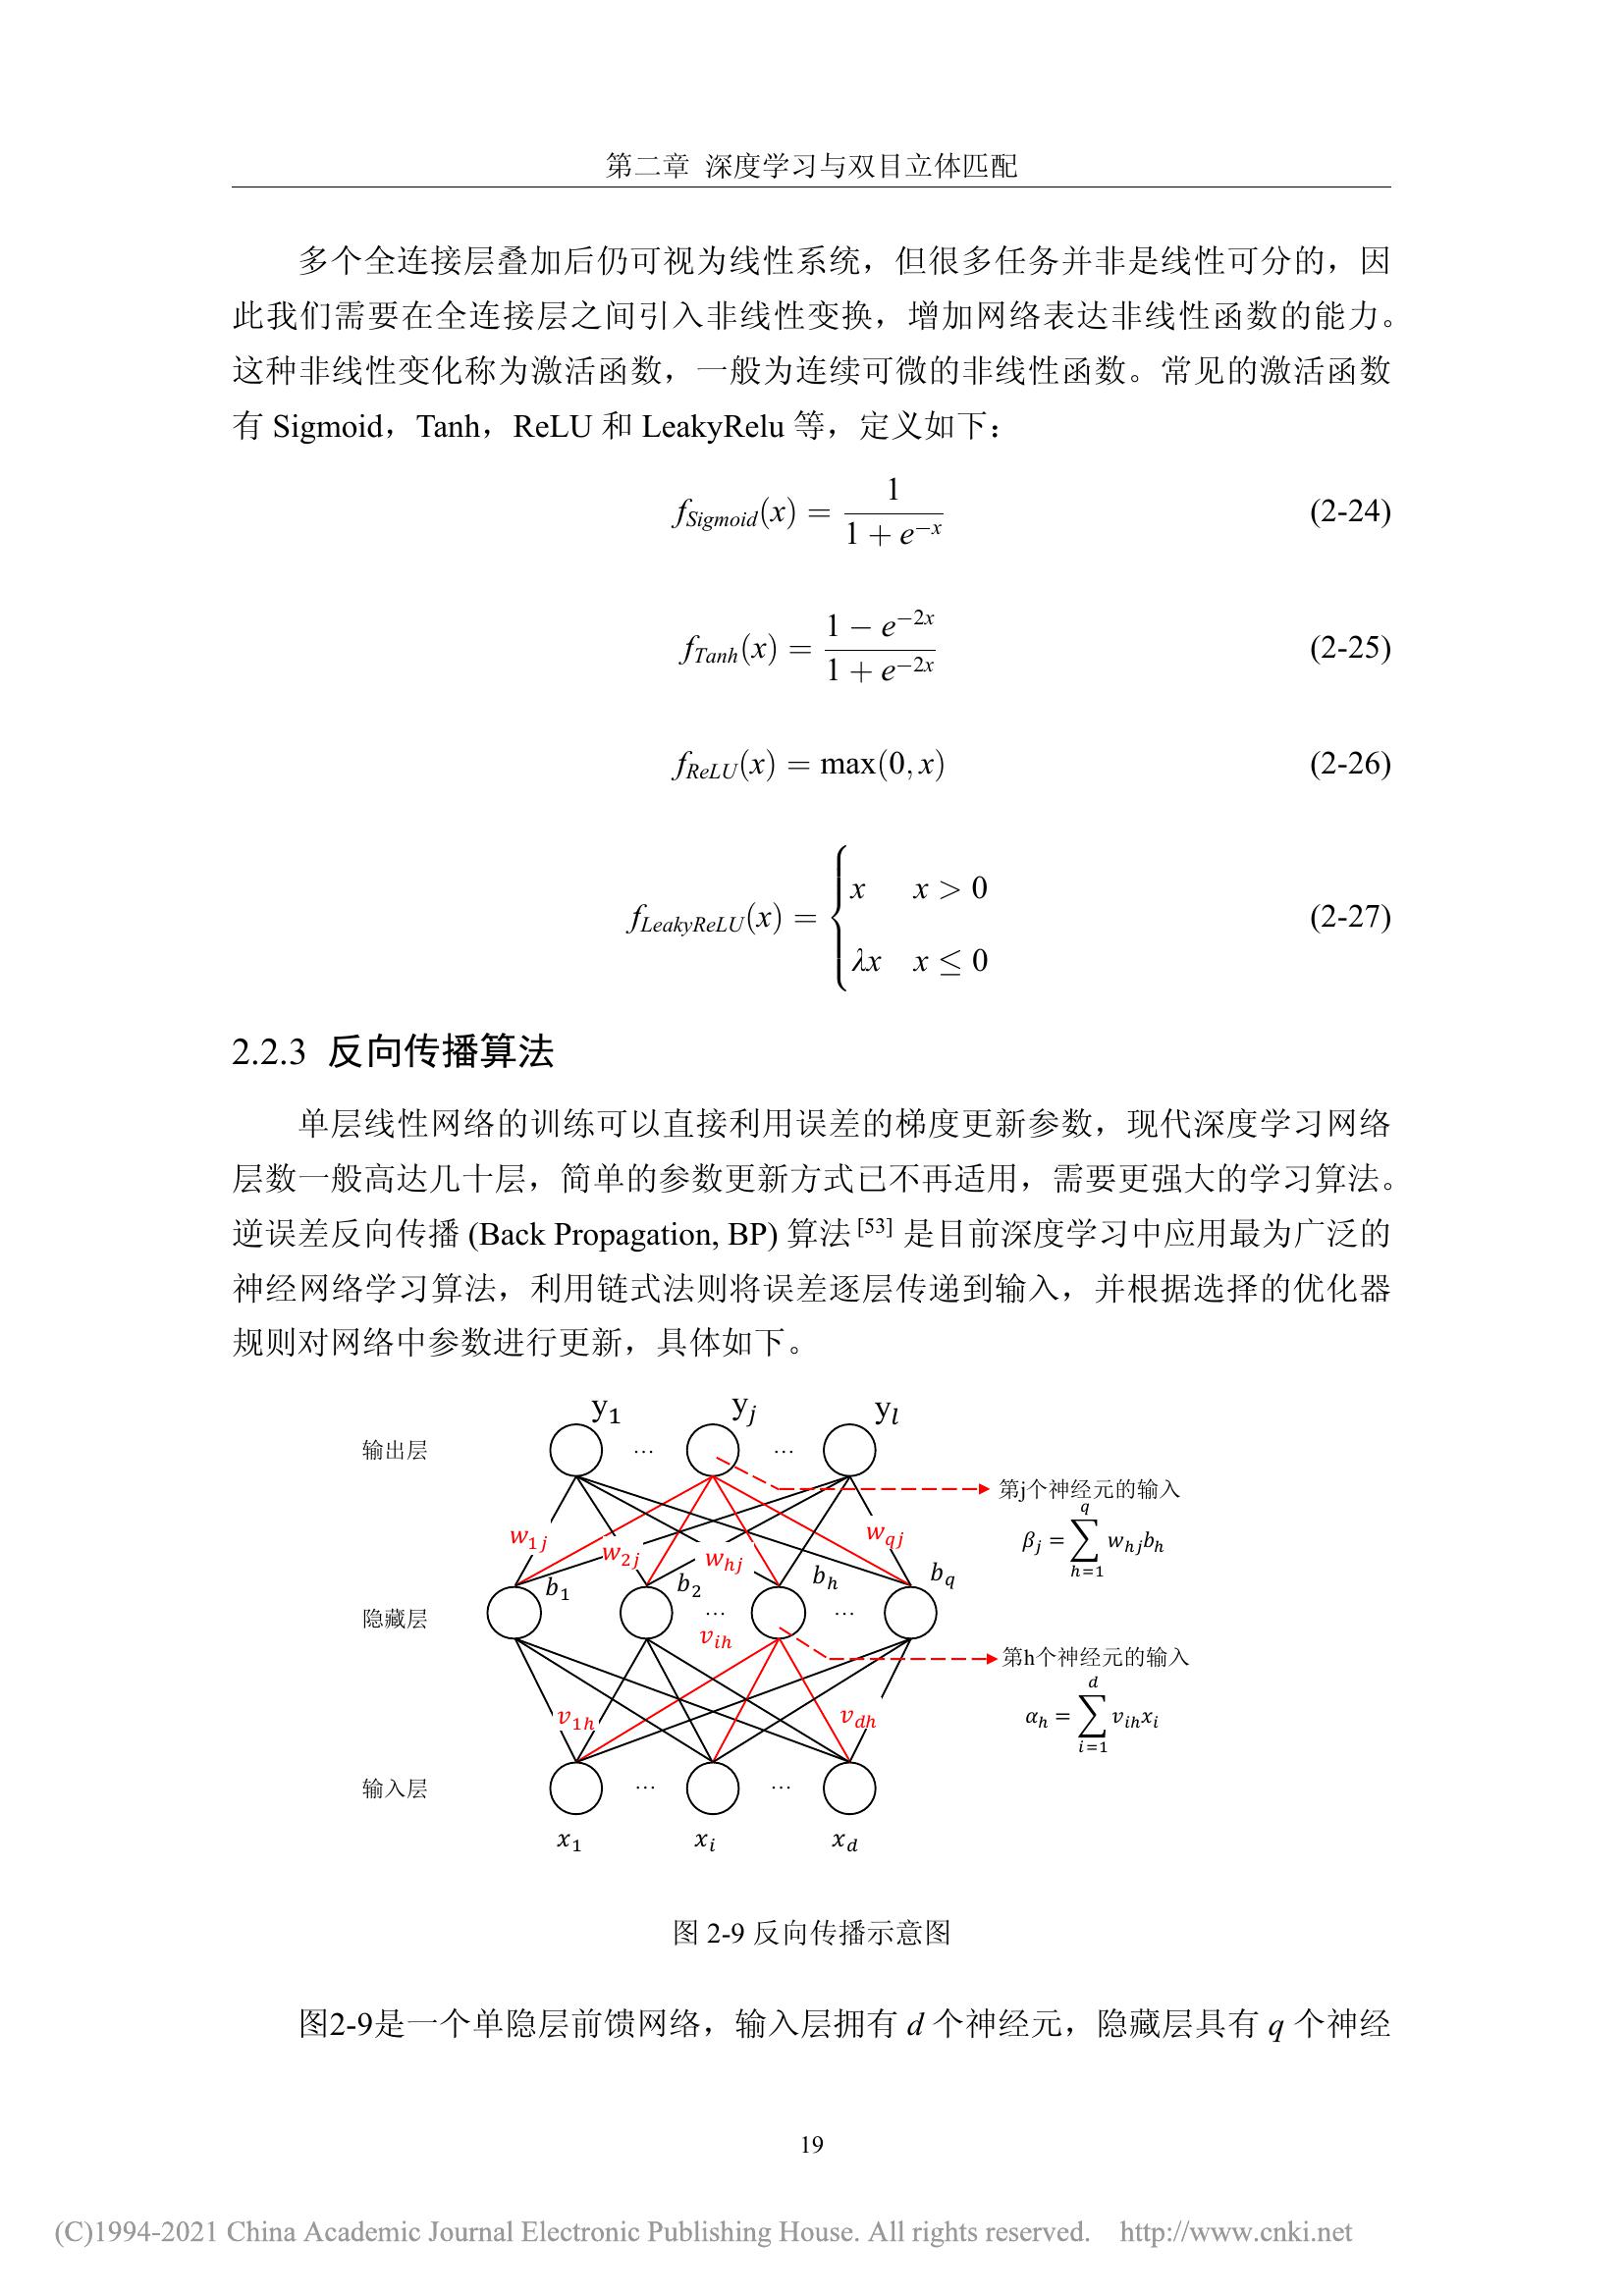 第二章 深度学习与双目立体匹配
多个全连接层叠加后仍可视为线性系统，但很多任务并非是线性可分的，因
此我们需要在全连接层之间引入非线性变换，增加网络表达非线性函数的能力。
这种非线性变化称为激活函数，一般为连续可微的非线性函数。常见的激活函数
有 Sigmoid，Tanh，ReLU 和 LeakyRelu 等，定义如下：
f_{Sigmoid}(x) = \frac{1}{1 + e^{-x}} (2-24)
f_{Tanh}(x) = \frac{1 - e^{-2x}}{1 + e^{-2x}} (2-25)
f_{ReLU}(x) = max(0, x) (2-26)
f_{LeakyReLU}(x) = \begin{cases} x & x > 0 \\ λx & x ≤ 0 \end{cases} (2-27)
2.2.3 反向传播算法
单层线性网络的训练可以直接利用误差的梯度更新参数，现代深度学习网络
层数一般高达几十层，简单的参数更新方式已不再适用，需要更强大的学习算法。
逆误差反向传播 (Back Propagation, BP) 算法 [53] 是目前深度学习中应用最为广泛的
神经网络学习算法，利用链式法则将误差逐层传递到输入，并根据选择的优化器
规则对网络中参数进行更新，具体如下。
y_1 y_j y_l
输出层 … …
第j个神经元的输入
w_{1j} w_{2j} w_{hj} w_{qj}
β_j = \sum_{h=1}^{q} w_{hj}b_h
b_1 b_2 b_h b_q
隐藏层 … …
v_{ih}
第h个神经元的输入
v_{1h} v_{dh}
α_h = \sum_{i=1}^{d} v_{ih}x_i
输入层 … …
x_1 x_i x_d
图 2-9 反向传播示意图
图2-9是一个单隐层前馈网络，输入层拥有 d 个神经元，隐藏层具有 q 个神经
19
(C)1994-2021 China Academic Journal Electronic Publishing House. All rights reserved. http://www.cnki.net